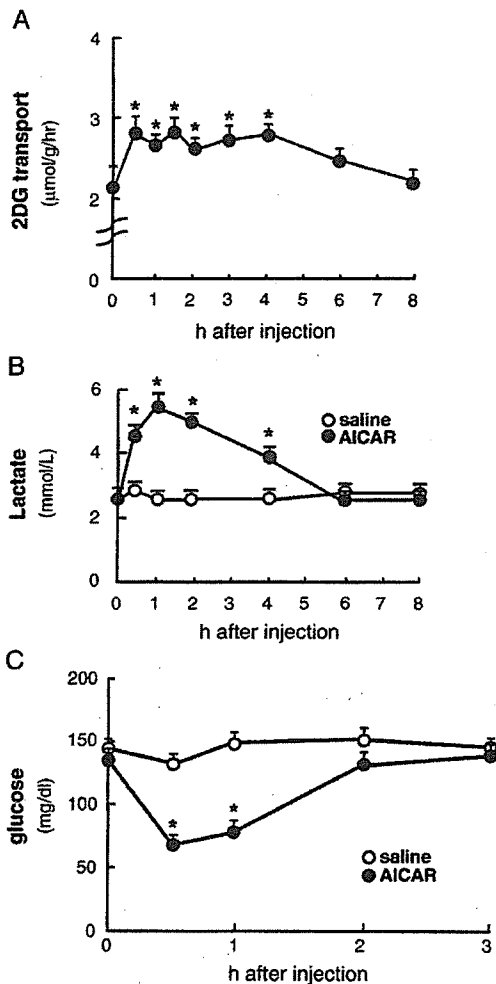 A
4
3
2
0
2DG transport
(μmol/g/hr)
* * * * * *
0 1 2 3 4 5 6 7 8
h after injection
B
6
4
2
0
Lactate
(mmol/L)
* * * *
saline
AICAR
0 1 2 3 4 5 6 7 8
h after injection
C
200
150
100
50
0
glucose
(mg/dl)
* *
saline
AICAR
0 1 2 3
h after injection